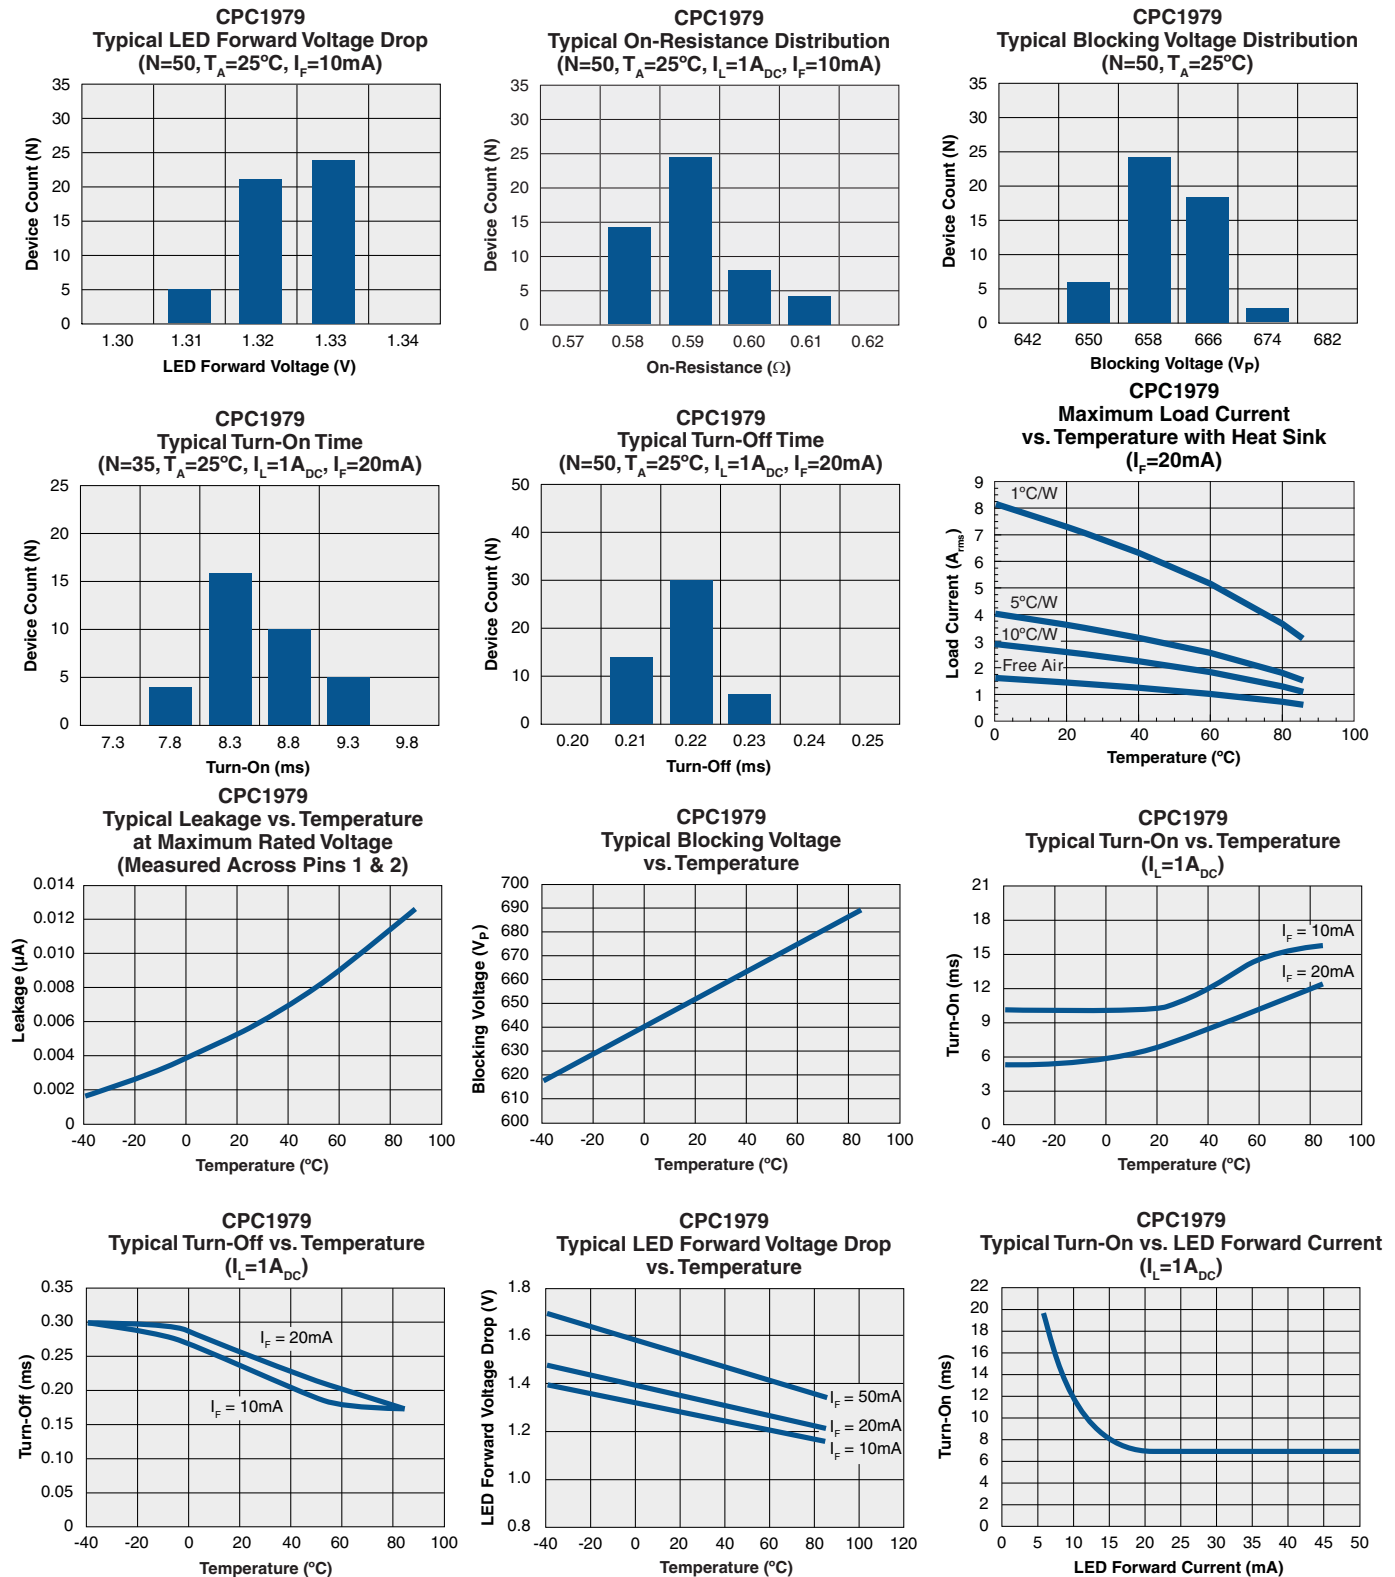 CPC1979
Typical LED Forward Voltage Drop
(N=50, TA=25ºC, IF=10mA)
35
30
25
20
15
10
5
0
Device Count (N)
1.30 1.31 1.32 1.33 1.34
LED Forward Voltage (V)
CPC1979
Typical On-Resistance Distribution
(N=50, TA=25ºC, IL=1ADC, IF=10mA)
35
30
25
20
15
10
5
0
Device Count (N)
0.57 0.58 0.59 0.60 0.61 0.62
On-Resistance (Ω)
CPC1979
Typical Blocking Voltage Distribution
(N=50, TA=25ºC)
35
30
25
20
15
10
5
0
Device Count (N)
642 650 658 666 674 682
Blocking Voltage (VP)
CPC1979
Typical Turn-On Time
(N=35, TA=25ºC, IL=1ADC, IF=20mA)
25
20
15
10
5
0
Device Count (N)
7.3 7.8 8.3 8.8 9.3 9.8
Turn-On (ms)
CPC1979
Typical Turn-Off Time
(N=50, TA=25ºC, IL=1ADC, IF=20mA)
50
40
30
20
10
0
Device Count (N)
0.20 0.21 0.22 0.23 0.24 0.25
Turn-Off (ms)
CPC1979
Maximum Load Current
vs. Temperature with Heat Sink
(IF=20mA)
9
8
7
6
5
4
3
2
1
0
Load Current (Arms)
1ºC/W
5ºC/W
10ºC/W
Free Air
0 20 40 60 80 100
Temperature (ºC)
CPC1979
Typical Leakage vs. Temperature
at Maximum Rated Voltage
(Measured Across Pins 1 & 2)
0.014
0.012
0.010
0.008
0.006
0.004
0.002
0
Leakage (µA)
-40 -20 0 20 40 60 80 100
Temperature (ºC)
CPC1979
Typical Blocking Voltage
vs. Temperature
700
690
680
670
660
650
640
630
620
610
600
Blocking Voltage (VP)
-40 -20 0 20 40 60 80 100
Temperature (ºC)
CPC1979
Typical Turn-On vs. Temperature
(IL=1ADC)
21
18
15
12
9
6
3
0
Turn-On (ms)
IF = 10mA
IF = 20mA
-40 -20 0 20 40 60 80 100
Temperature (ºC)
CPC1979
Typical Turn-Off vs. Temperature
(IL=1ADC)
0.35
0.30
0.25
0.20
0.15
0.10
0.05
0
Turn-Off (ms)
IF = 20mA
IF = 10mA
-40 -20 0 20 40 60 80 100
Temperature (ºC)
CPC1979
Typical LED Forward Voltage Drop
vs. Temperature
1.8
1.6
1.4
1.2
1.0
0.8
LED Forward Voltage Drop (V)
IF = 50mA
IF = 20mA
IF = 10mA
-40 -20 0 20 40 60 80 100 120
Temperature (ºC)
CPC1979
Typical Turn-On vs. LED Forward Current
(IL=1ADC)
22
20
18
16
14
12
10
8
6
4
2
0
Turn-On (ms)
0 5 10 15 20 25 30 35 40 45 50
LED Forward Current (mA)